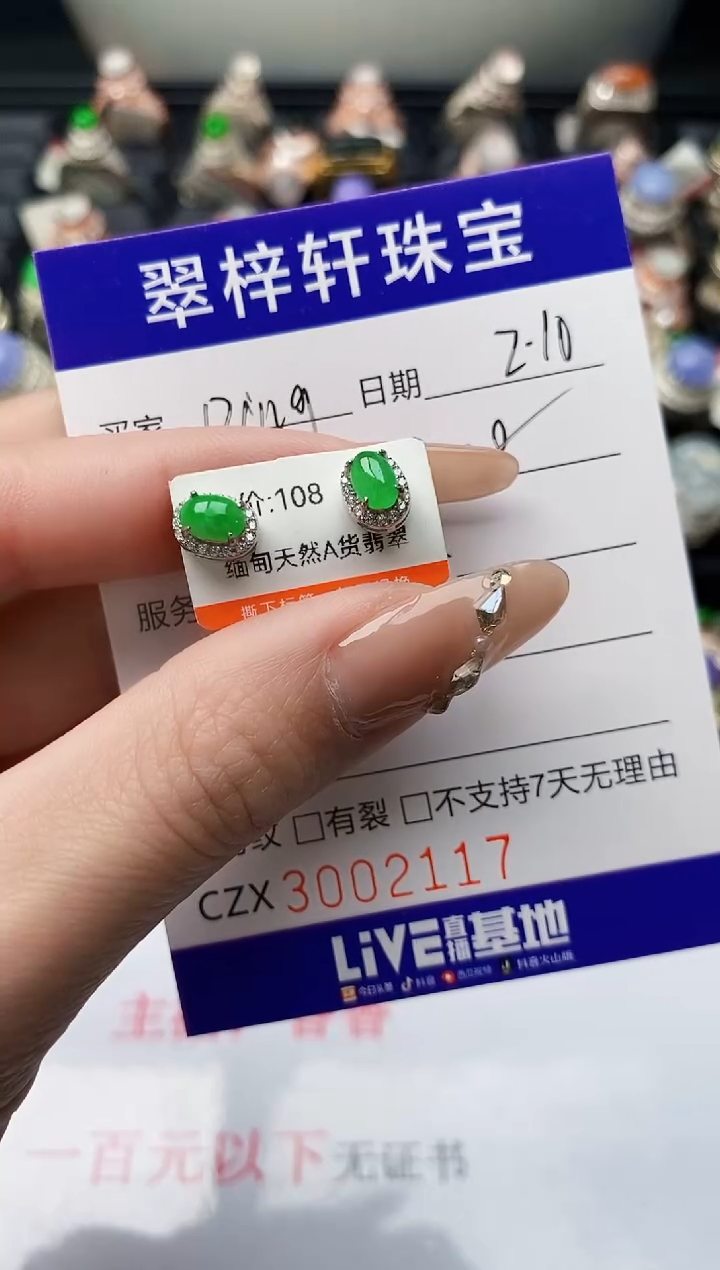 翠梓轩珠宝
买家 日期 2-10
价:108
缅甸天然A货翡翠
服务
纹 □有裂 □不支持7天无理由
CZX 3002117
LiVE直播基地
今日头条 抖音 西瓜视频 抖音火山版
一百元以下无证书